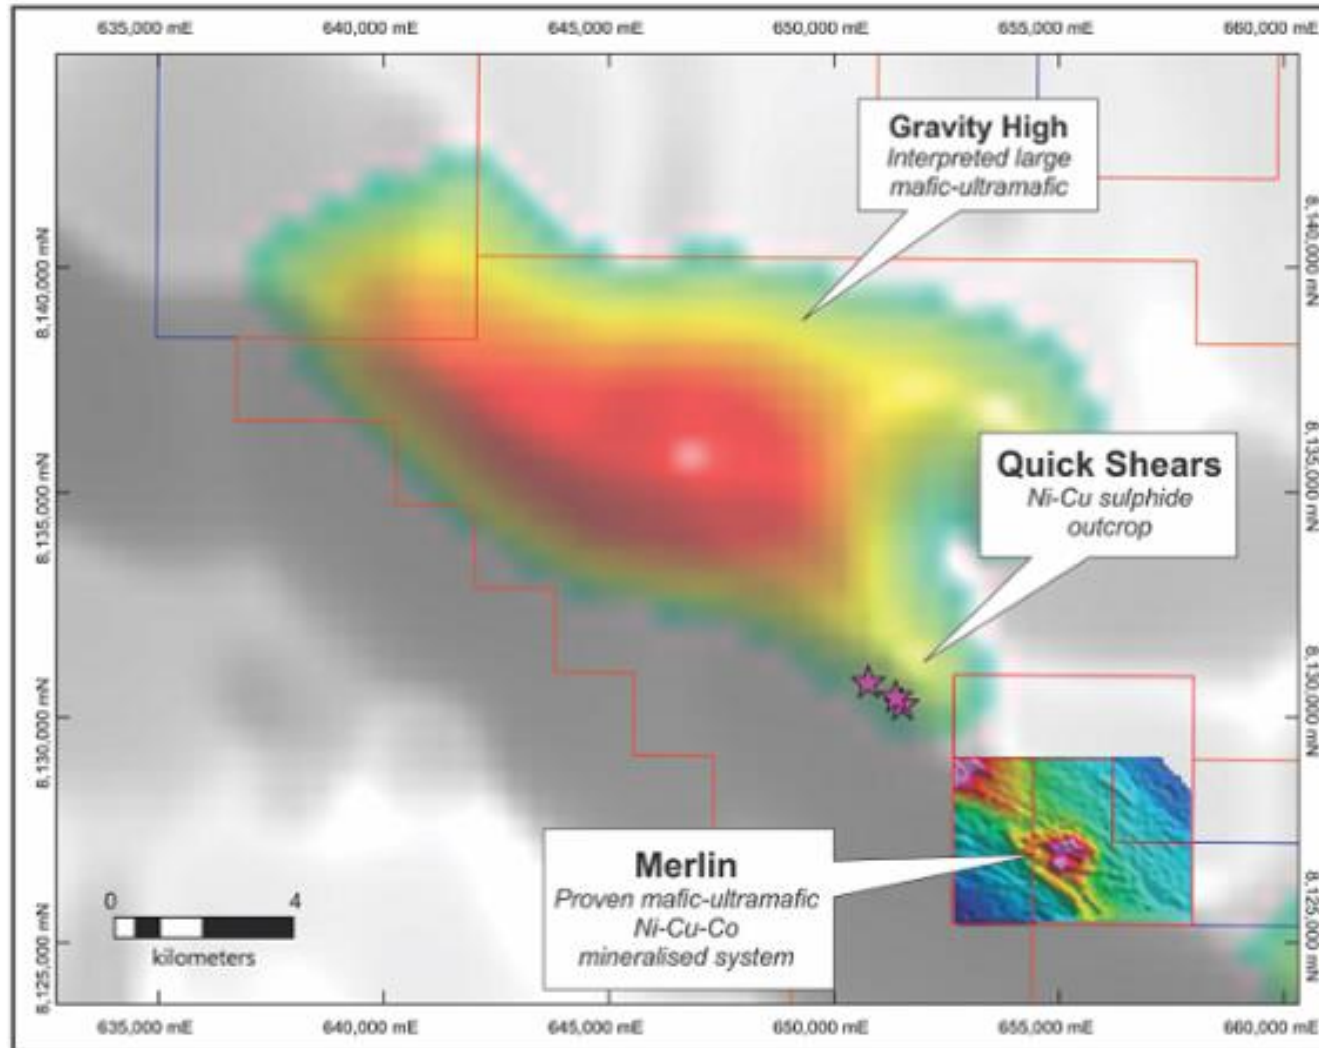 635,000 mE 640,000 mE 645,000 mE 650,000 mE 655,000 mE 660,000 mE
Gravity High
Interpreted large
mafic-ultramafic
8,140,000 mN
8,140,000 mN
Quick Shears
Ni-Cu sulphide
outcrop
8,135,000 mN
8,135,000 mN
8,130,000 mN
8,130,000 mN
Merlin
Proven mafic-ultramafic
Ni-Cu-Co
mineralised system
0 4
kilometers
8,125,000 mN
8,125,000 mN
635,000 mE 640,000 mE 645,000 mE 650,000 mE 655,000 mE 660,000 mE